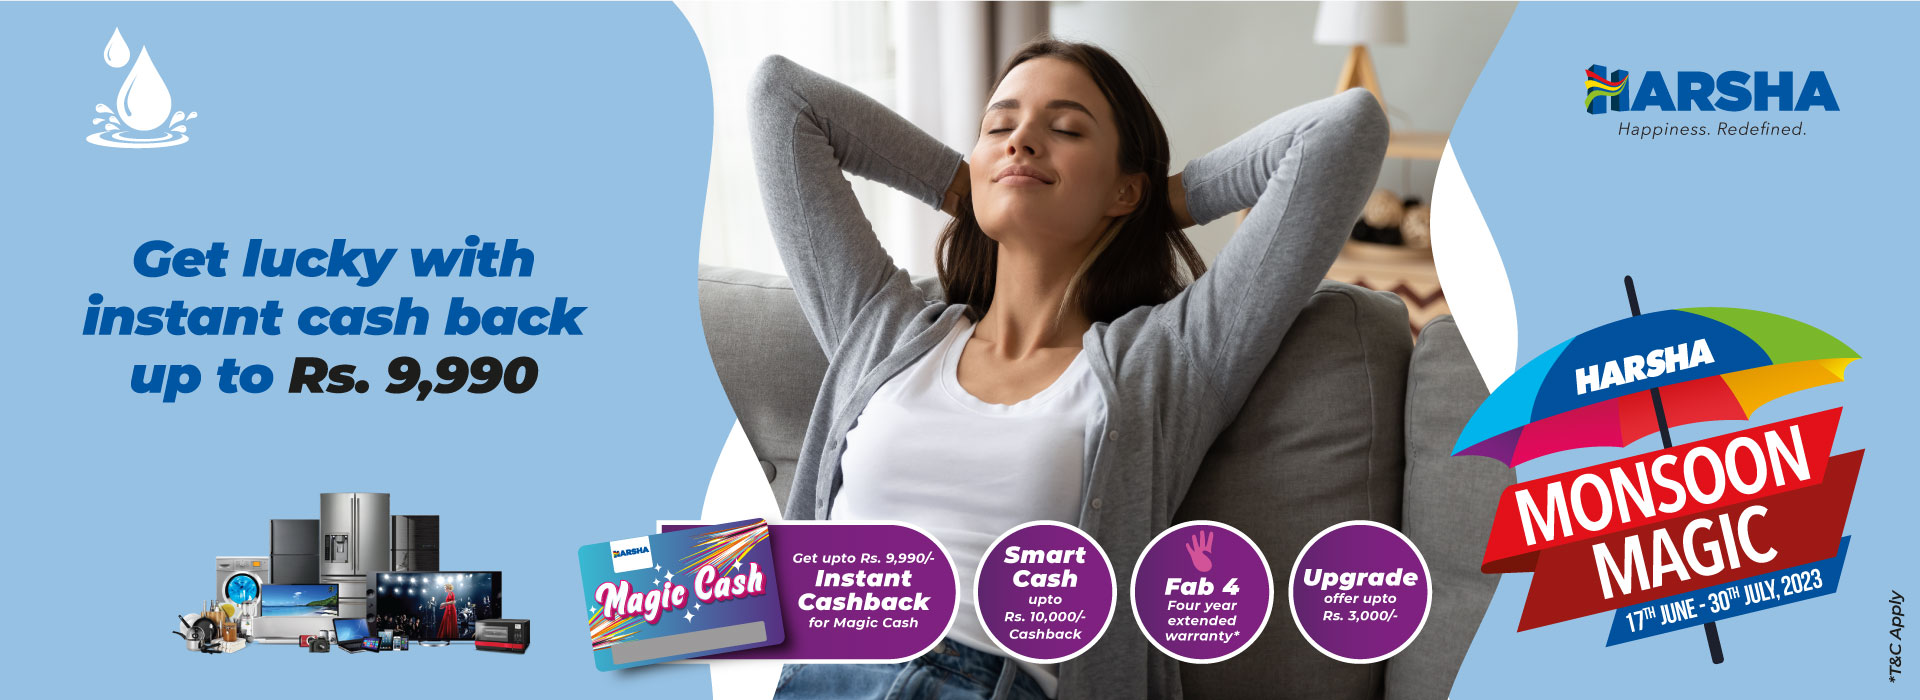 HARSHA
Happiness. Redefined.
Get lucky with
instant cash back
up to Rs. 9,990
HARSHA
Magic Cash
Get upto Rs. 9,990/-
Instant
Cashback
for Magic Cash
Smart
Cash
upto
Rs. 10,000/-
Cashback
Fab 4
Four year
extended
warranty*
Upgrade
offer upto
Rs. 3,000/-
HARSHA
MONSOON
MAGIC
17TH JUNE - 30TH JULY, 2023
*T&C Apply